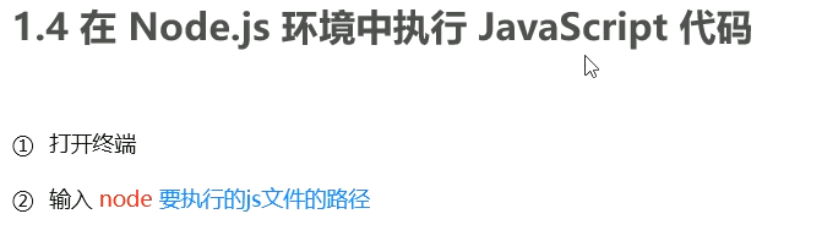 1.4 在 Node.js 环境中执行 JavaScript 代码
① 打开终端
② 输入 node 要执行的js文件的路径